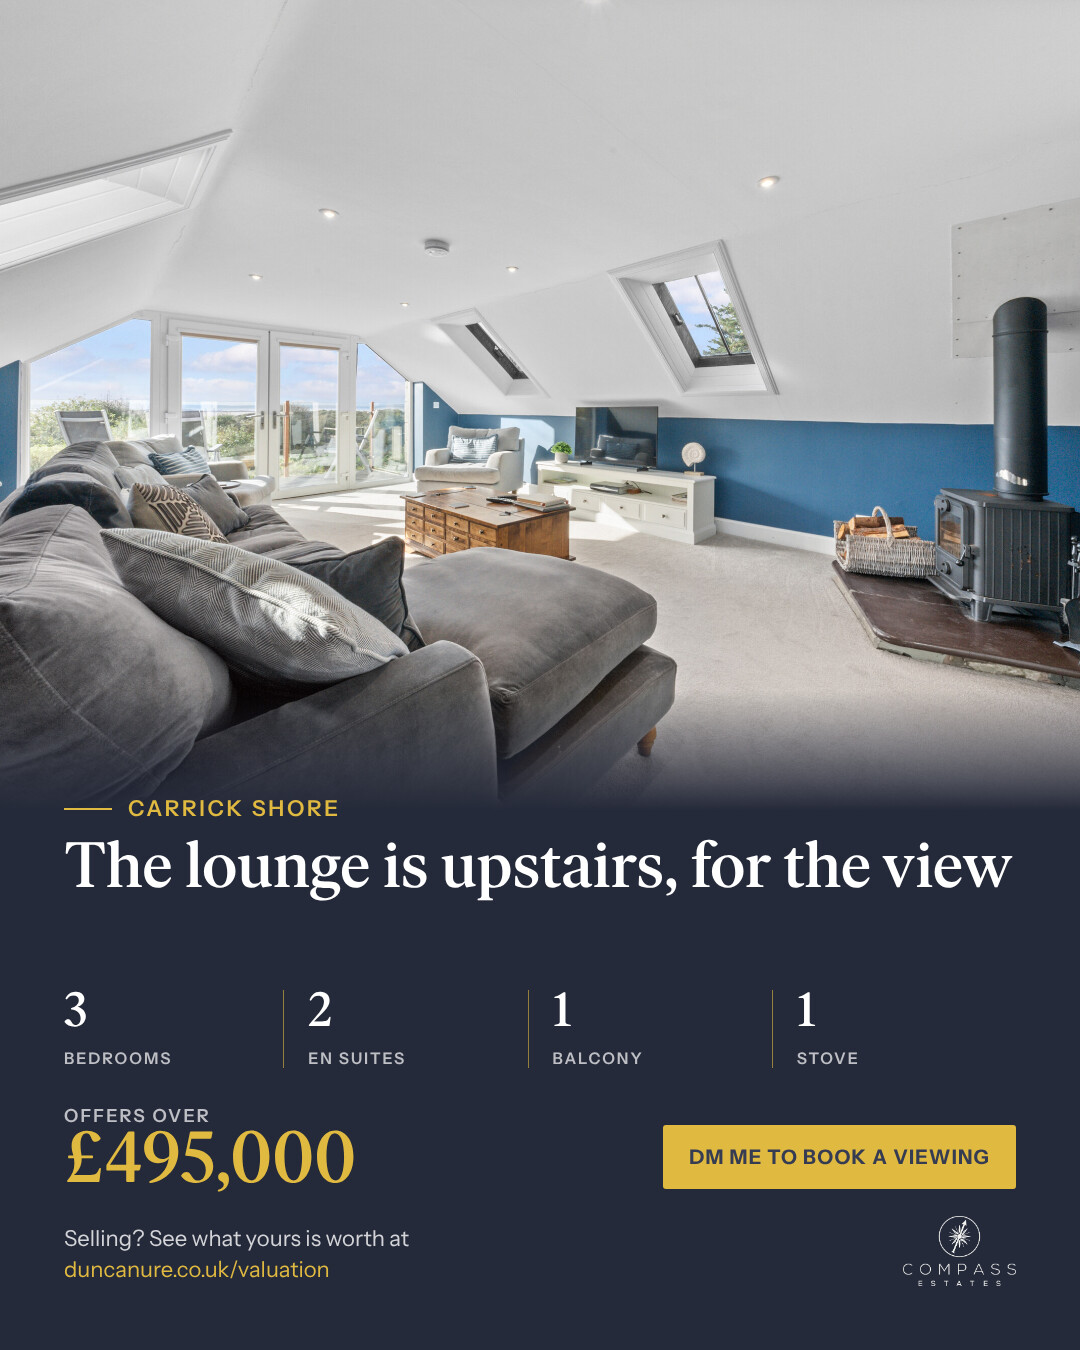 CARRICK SHORE
The lounge is upstairs, for the view
3
BEDROOMS
2
EN SUITES
1
BALCONY
1
STOVE
OFFERS OVER
£495,000
DM ME TO BOOK A VIEWING
Selling? See what yours is worth at
duncanure.co.uk/valuation
COMPASS
ESTATES